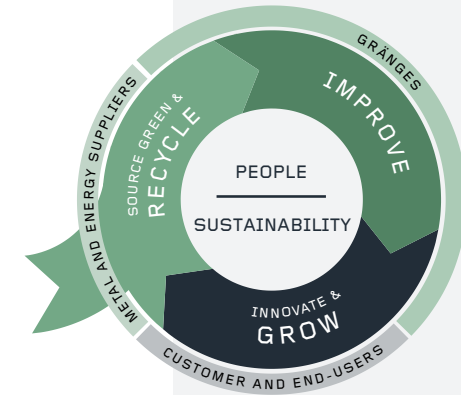 GRÄNGES
IMPROVE
SOURCE GREEN &
RECYCLE
METAL AND ENERGY SUPPLIERS
PEOPLE
SUSTAINABILITY
INNOVATE &
GROW
CUSTOMER AND END-USERS